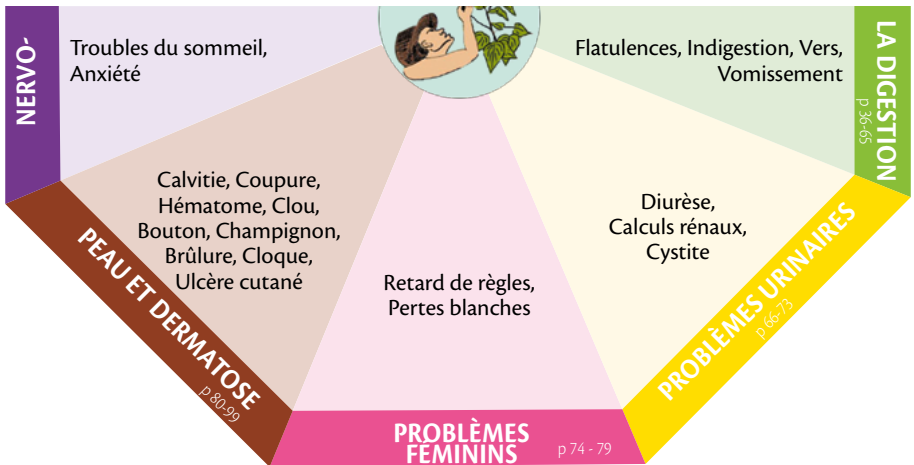 NERVO-
Troubles du sommeil,
Anxiété
Flatulences, Indigestion, Vers,
Vomissement
LA DIGESTION
p 36-65
Calvitie, Coupure,
Hématome, Clou,
Bouton, Champignon,
Brûlure, Cloque,
Ulcère cutané
PEAU ET DERMATOSE
p 80-99
Retard de règles,
Pertes blanches
PROBLÈMES
FÉMININS
p 74 - 79
Diurèse,
Calculs rénaux,
Cystite
PROBLÈMES URINAIRES
p 66-73